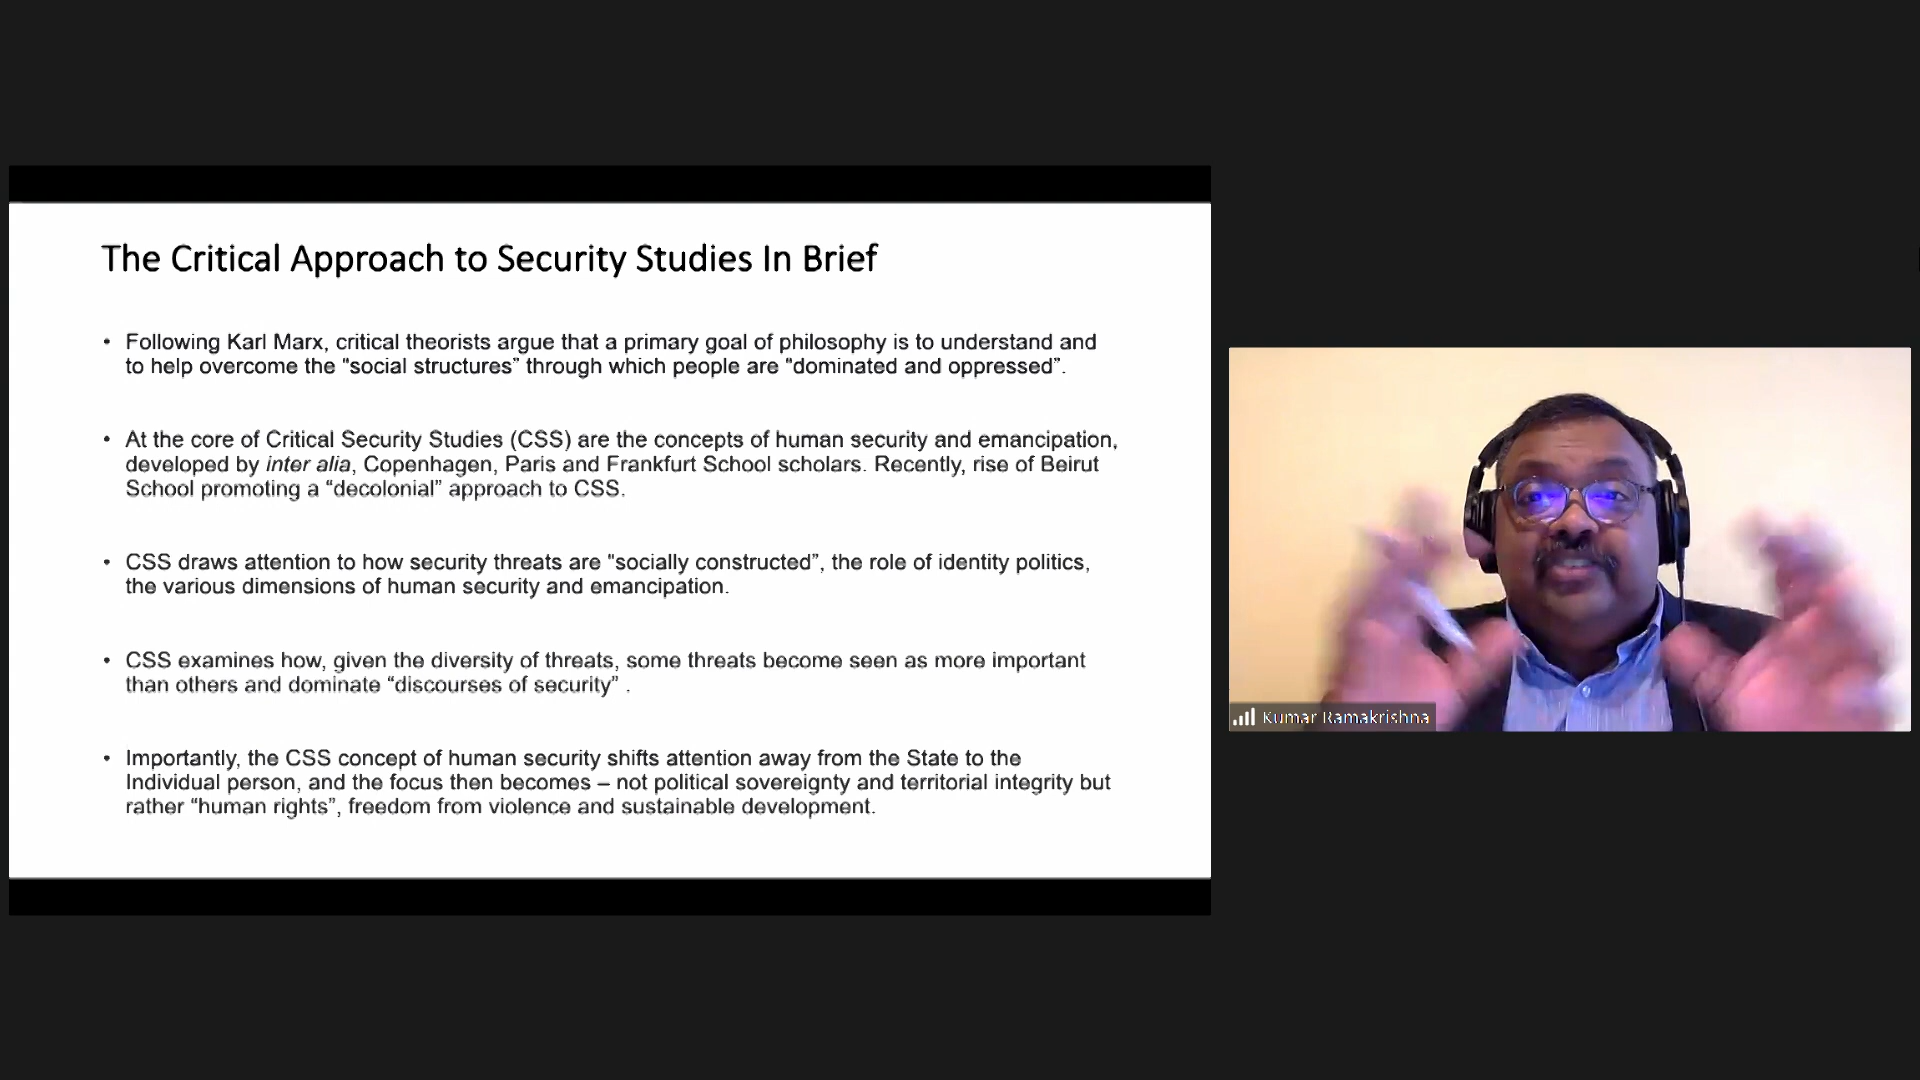 The Critical Approach to Security Studies In Brief
• Following Karl Marx, critical theorists argue that a primary goal of philosophy is to understand and
to help overcome the “social structures” through which people are “dominated and oppressed”.
• At the core of Critical Security Studies (CSS) are the concepts of human security and emancipation,
developed by inter alia, Copenhagen, Paris and Frankfurt School scholars. Recently, rise of Beirut
School promoting a “decolonial” approach to CSS.
• CSS draws attention to how security threats are “socially constructed”, the role of identity politics,
the various dimensions of human security and emancipation.
• CSS examines how, given the diversity of threats, some threats become seen as more important
than others and dominate “discourses of security” .
• Importantly, the CSS concept of human security shifts attention away from the State to the
Individual person, and the focus then becomes – not political sovereignty and territorial integrity but
rather “human rights”, freedom from violence and sustainable development.
Kumar Ramakrishna